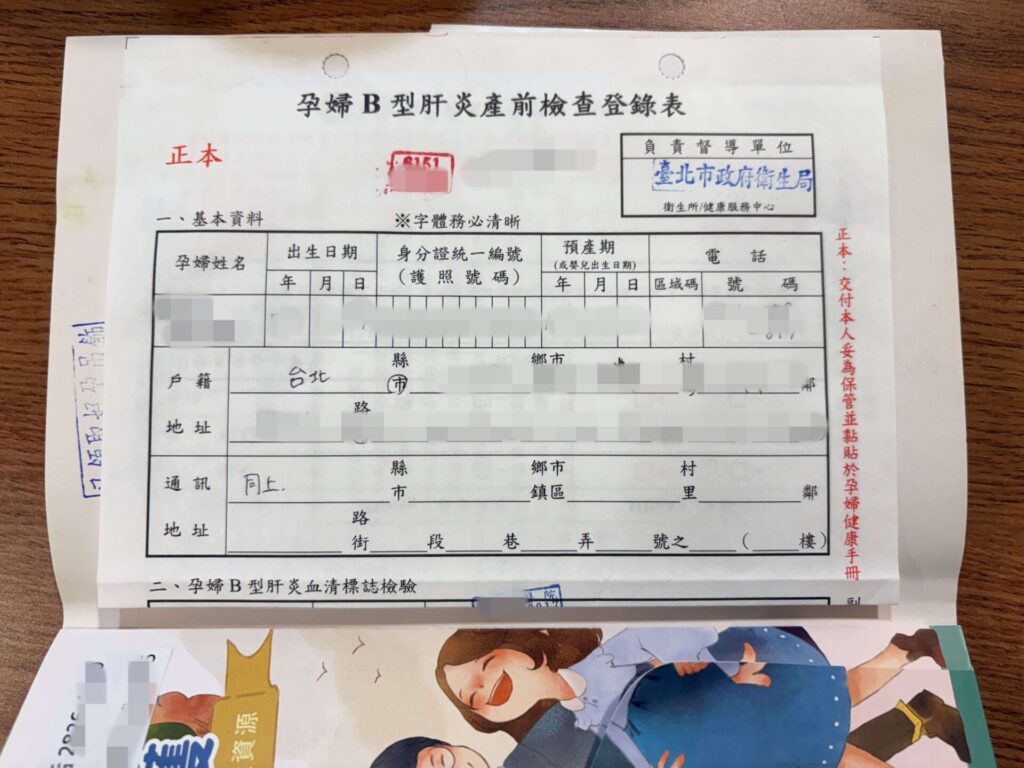 孕婦B型肝炎產前檢查登錄表
正本
6151
負責督導單位
臺北市政府衛生局
衛生所/健康服務中心
一、基本資料
※字體務必清晰
孕婦姓名
出生日期
年 月 日
身分證統一編號
(護照號碼)
預產期
(或嬰兒出生日期)
年 月 日
電話
區域碼 號碼
戶籍地址
台北 縣市 鄉市 村 鄰
路
通訊地址
同上. 縣市 鄉市鎮區 村里 鄰
路街 段 巷 弄 號之 ( 樓)
正本：交付本人妥為保管並黏貼於孕婦健康手冊
二、孕婦B型肝炎血清標誌檢驗
副
資源